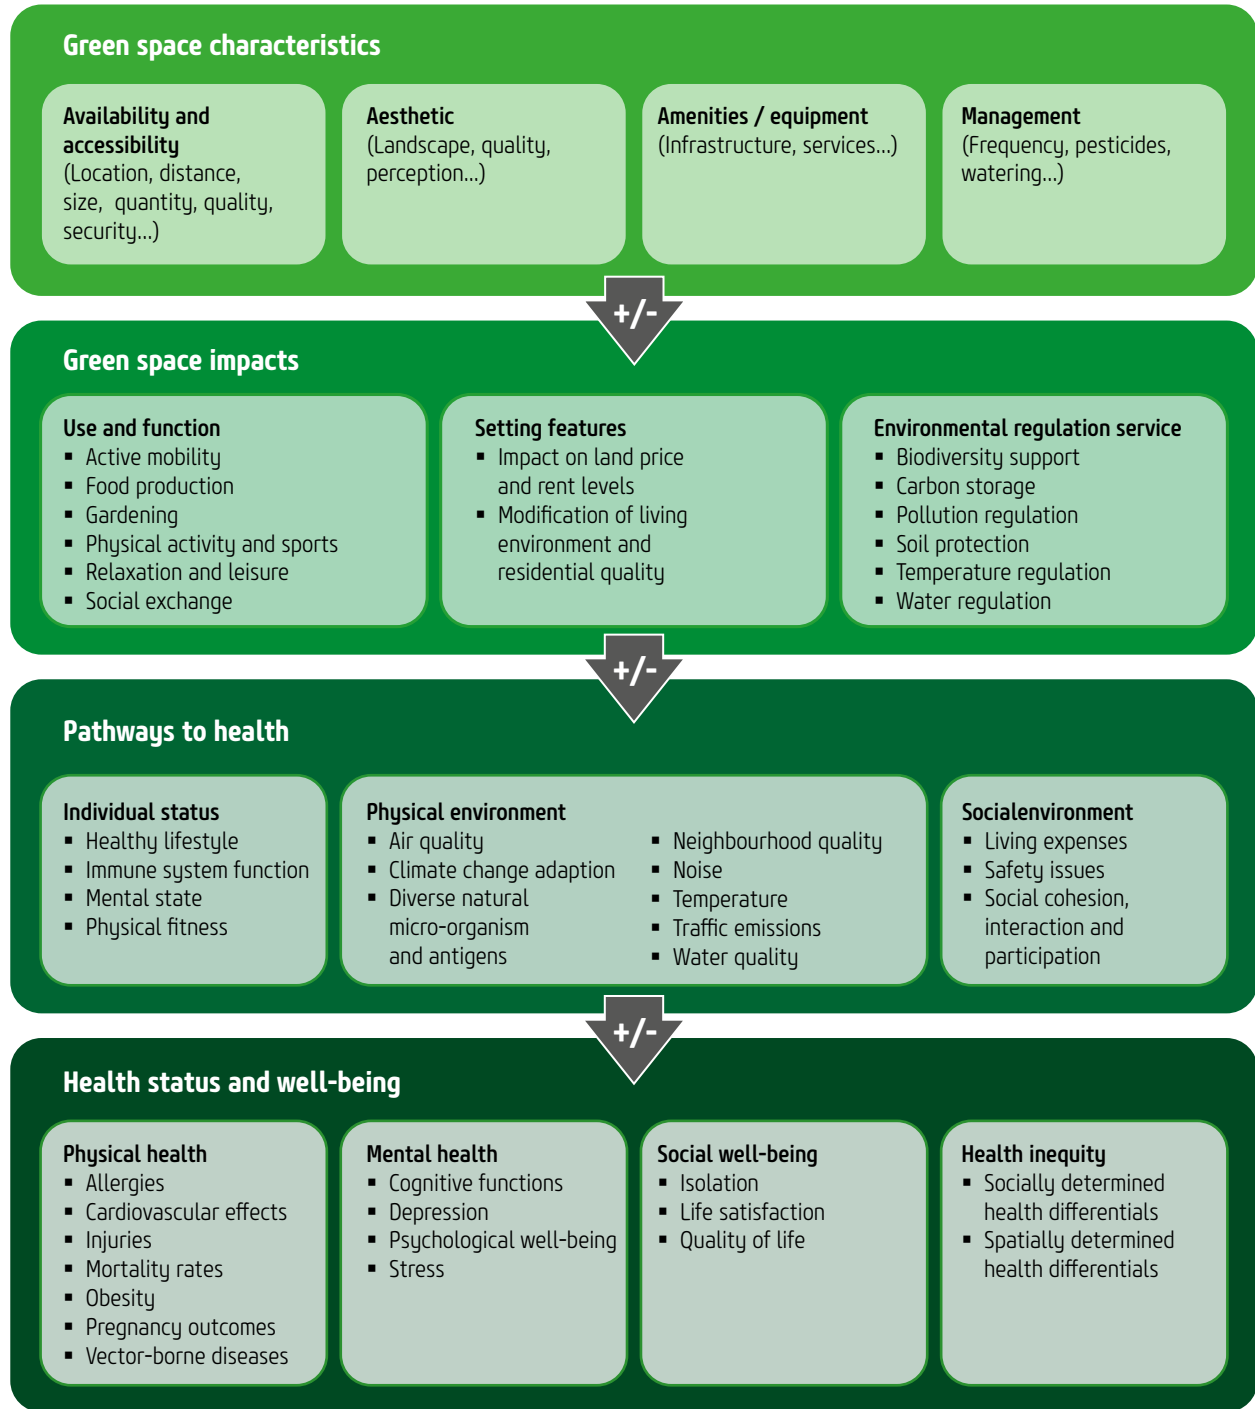 Green space characteristics
Availability and
accessibility
(Location, distance,
size, quantity, quality,
security...)
Aesthetic
(Landscape, quality,
perception...)
Amenities / equipment
(Infrastructure, services...)
Management
(Frequency, pesticides,
watering...)
+/-
Green space impacts
Use and function
▪ Active mobility
▪ Food production
▪ Gardening
▪ Physical activity and sports
▪ Relaxation and leisure
▪ Social exchange
Setting features
▪ Impact on land price
and rent levels
▪ Modification of living
environment and
residential quality
Environmental regulation service
▪ Biodiversity support
▪ Carbon storage
▪ Pollution regulation
▪ Soil protection
▪ Temperature regulation
▪ Water regulation
+/-
Pathways to health
Individual status
▪ Healthy lifestyle
▪ Immune system function
▪ Mental state
▪ Physical fitness
Physical environment
▪ Air quality
▪ Climate change adaption
▪ Diverse natural
micro-organism
and antigens
▪ Neighbourhood quality
▪ Noise
▪ Temperature
▪ Traffic emissions
▪ Water quality
Socialenvironment
▪ Living expenses
▪ Safety issues
▪ Social cohesion,
interaction and
participation
+/-
Health status and well-being
Physical health
▪ Allergies
▪ Cardiovascular effects
▪ Injuries
▪ Mortality rates
▪ Obesity
▪ Pregnancy outcomes
▪ Vector-borne diseases
Mental health
▪ Cognitive functions
▪ Depression
▪ Psychological well-being
▪ Stress
Social well-being
▪ Isolation
▪ Life satisfaction
▪ Quality of life
Health inequity
▪ Socially determined
health differentials
▪ Spatially determined
health differentials